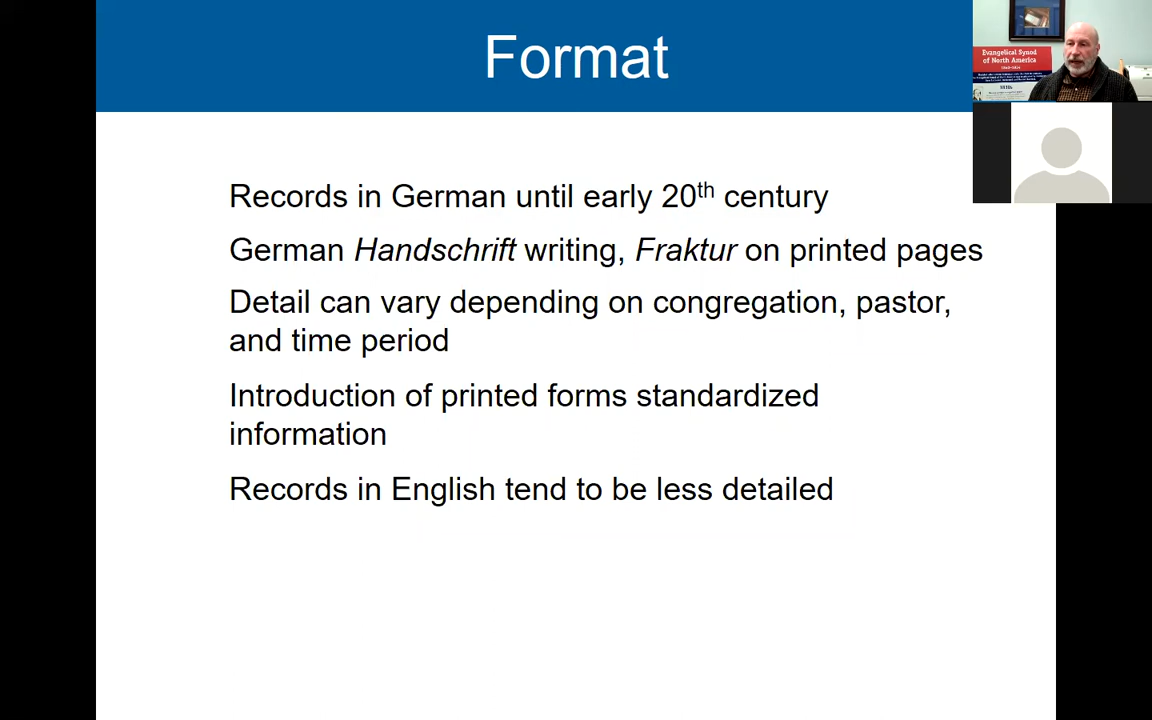 Format
Evangelical Synod
of North America
Records in German until early 20th century
German Handschrift writing, Fraktur on printed pages
Detail can vary depending on congregation, pastor,
and time period
Introduction of printed forms standardized
information
Records in English tend to be less detailed